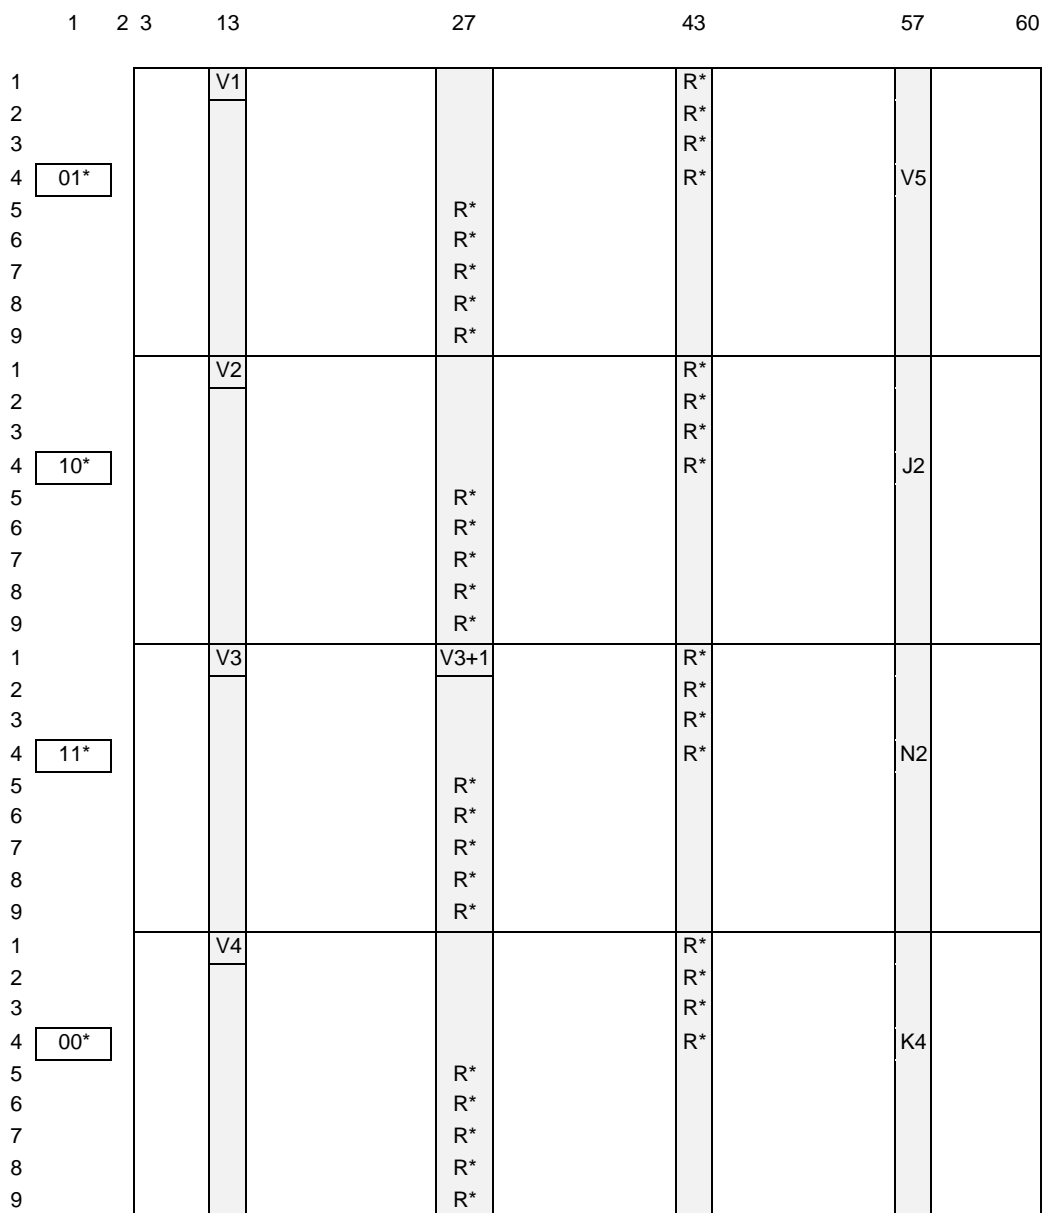 1 2 3 13 27 43 57 60
1 V1 R*
2 R*
3 R*
4 01* R* V5
5 R*
6 R*
7 R*
8 R*
9 R*
1 V2 R*
2 R*
3 R*
4 10* R* J2
5 R*
6 R*
7 R*
8 R*
9 R*
1 V3 V3+1 R*
2 R*
3 R*
4 11* R* N2
5 R*
6 R*
7 R*
8 R*
9 R*
1 V4 R*
2 R*
3 R*
4 00* R* K4
5 R*
6 R*
7 R*
8 R*
9 R*